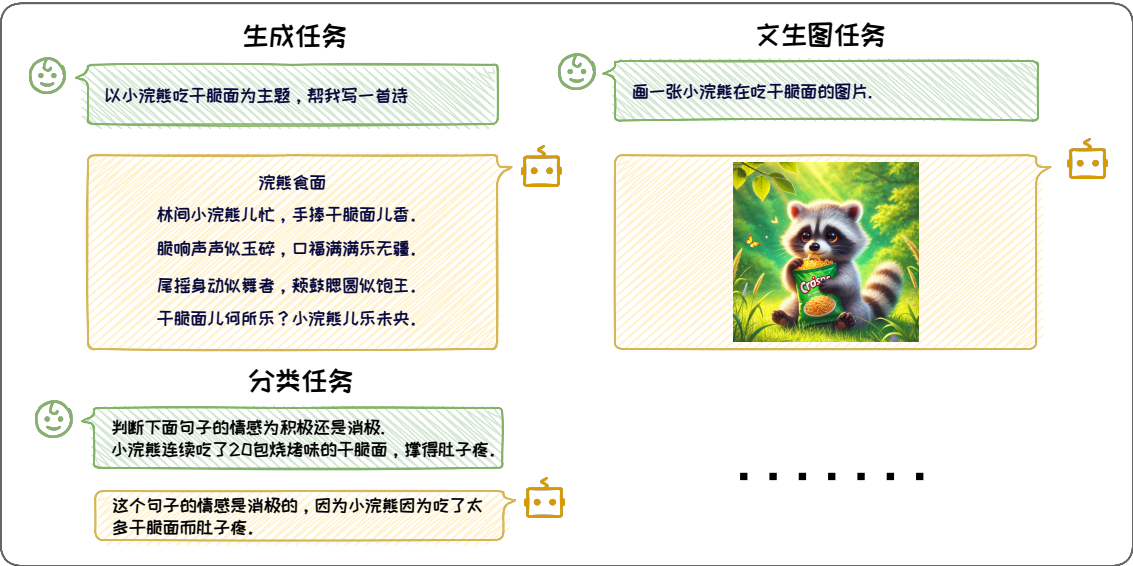 生成任务
以小浣熊吃干脆面为主题，帮我写一首诗
浣熊食面
林间小浣熊儿忙，手捧干脆面儿香.
脆响声声似玉碎，口福满满乐无疆.
尾摇身动似舞者，颊鼓腮圆似饱王.
干脆面儿何所乐？小浣熊儿乐未央.
文生图任务
画一张小浣熊在吃干脆面的图片.
分类任务
判断下面句子的情感为积极还是消极.
小浣熊连续吃了20包烧烤味的干脆面，撑得肚子疼.
这个句子的情感是消极的，因为小浣熊因为吃了太
多干脆面而肚子疼.
.......